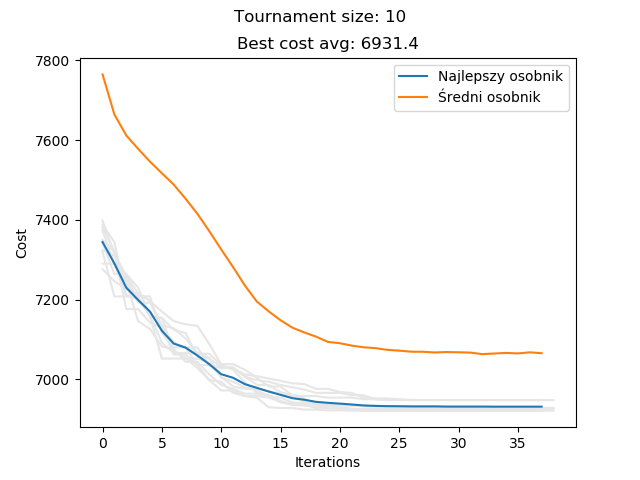 Tournament size: 10
Best cost avg: 6931.4
7800
7600
7400
7200
7000
Cost
Najlepszy osobnik
Średni osobnik
0 5 10 15 20 25 30 35
Iterations